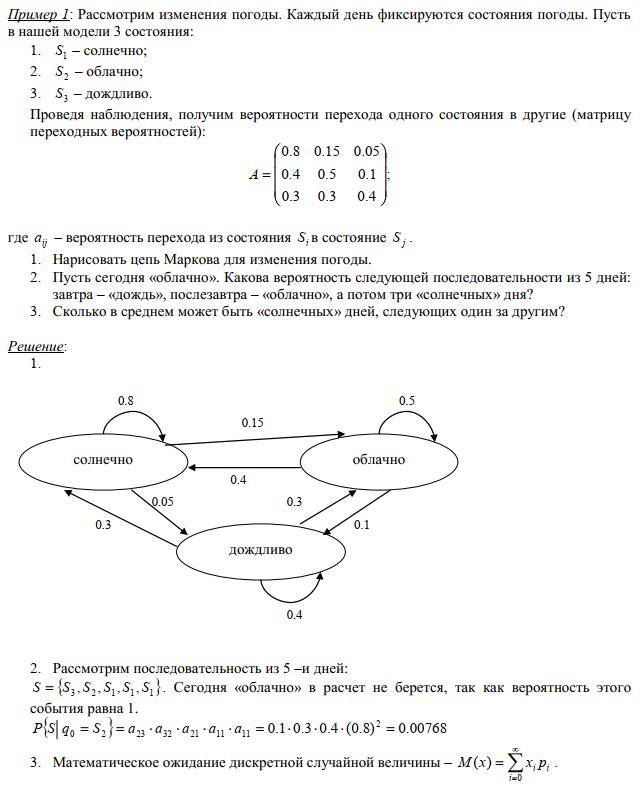 Пример 1: Рассмотрим изменения погоды. Каждый день фиксируются состояния погоды. Пусть
в нашей модели 3 состояния:
1. S₁ – солнечно;
2. S₂ – облачно;
3. S₃ – дождливо.
Проведя наблюдения, получим вероятности перехода одного состояния в другие (матрицу
переходных вероятностей):
0.8 0.15 0.05
A = 0.4 0.5 0.1 ;
0.3 0.3 0.4
где aᵢⱼ – вероятность перехода из состояния Sᵢ в состояние Sⱼ .
1. Нарисовать цепь Маркова для изменения погоды.
2. Пусть сегодня «облачно». Какова вероятность следующей последовательности из 5 дней:
завтра – «дождь», послезавтра – «облачно», а потом три «солнечных» дня?
3. Сколько в среднем может быть «солнечных» дней, следующих один за другим?
Решение:
1.
0.8 0.5
0.15
солнечно облачно
0.4
0.05 0.3
0.3 0.1
дождливо
0.4
2. Рассмотрим последовательность из 5 –и дней:
S = {S₃, S₂, S₁, S₁, S₁}. Сегодня «облачно» в расчет не берется, так как вероятность этого
события равна 1.
P{S| q₀ = S₂} = a₂₃ · a₃₂ · a₂₁ · a₁₁ · a₁₁ = 0.1 · 0.3 · 0.4 · (0.8)² = 0.00768
3. Математическое ожидание дискретной случайной величины – M(x) = ∑_{i=0}^{∞} xᵢpᵢ .